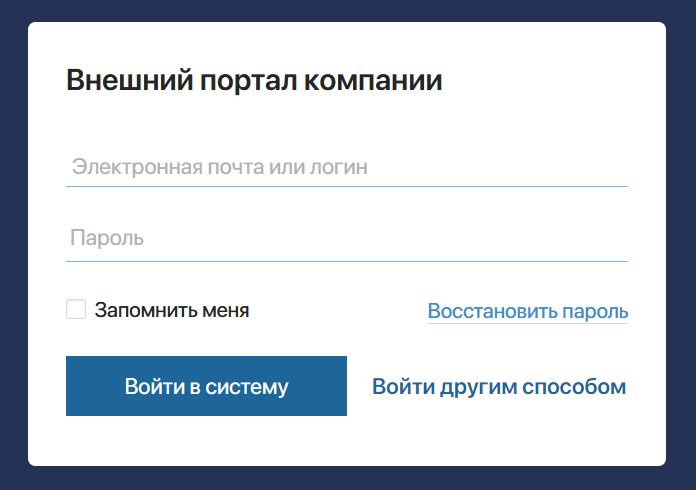 Внешний портал компании
Электронная почта или логин
Пароль
Запомнить меня
Восстановить пароль
Войти в систему
Войти другим способом